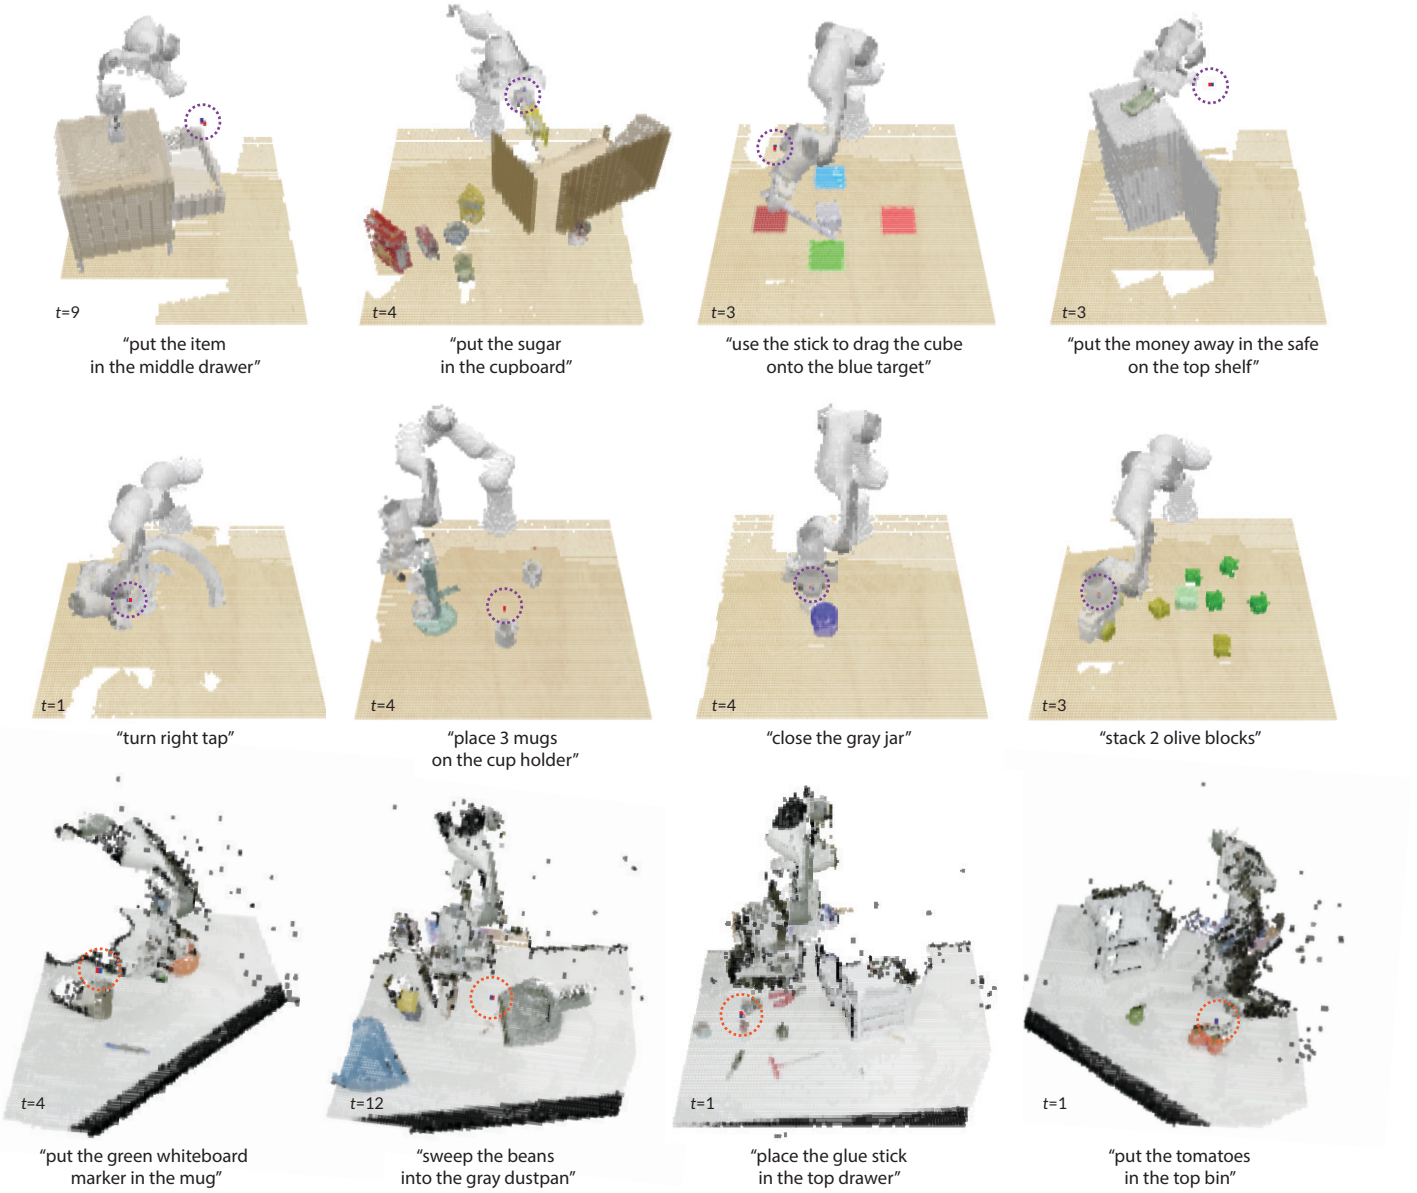 t=9
t=4
t=3
t=3
“put the item
in the middle drawer”
“put the sugar
in the cupboard”
“use the stick to drag the cube
onto the blue target”
“put the money away in the safe
on the top shelf”
t=1
t=4
t=4
t=3
“turn right tap”
“place 3 mugs
on the cup holder”
“close the gray jar”
“stack 2 olive blocks”
t=4
t=12
t=1
t=1
“put the green whiteboard
marker in the mug”
“sweep the beans
into the gray dustpan”
“place the glue stick
in the top drawer”
“put the tomatoes
in the top bin”